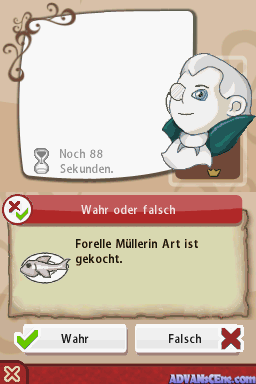 Noch 88
Sekunden.
Wahr oder falsch
Forelle Müllerin Art ist
gekocht.
Wahr
Falsch
ADVANsCEne.com